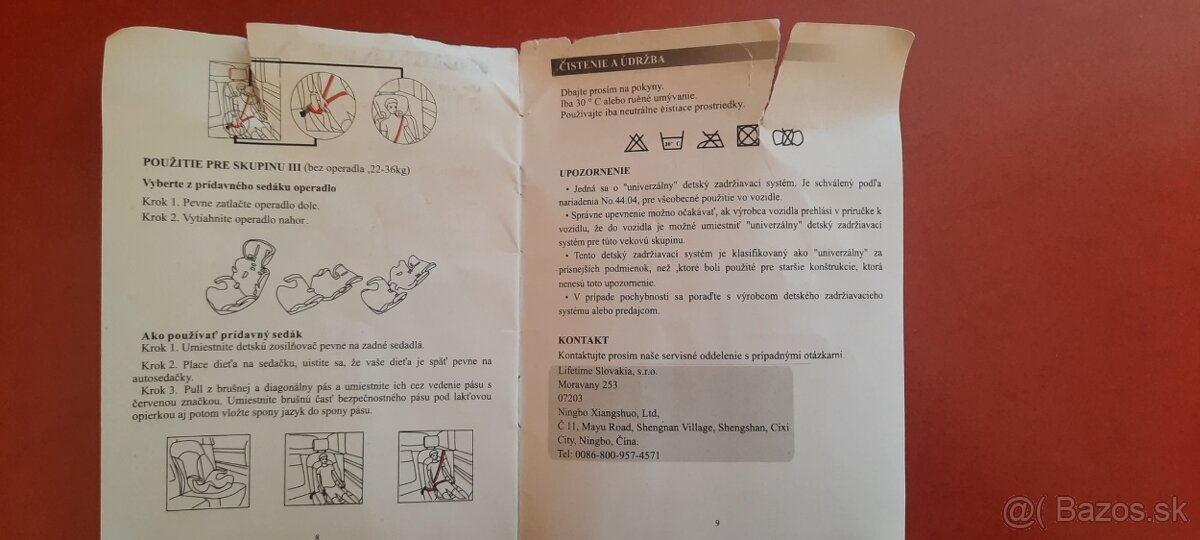 POUŽITIE PRE SKUPINU III (bez operadla ,22-36kg)
Vyberte z prídavného sedáku operadlo
Krok 1. Pevne zatlačte operadlo dole.
Krok 2. Vytiahnite operadlo nahor.
Ako používať prídavný sedák
Krok 1. Umiestnite detskú zosilňovač pevne na zadné sedadlá.
Krok 2. Place dieťa na sedačku, uistite sa, že vaše dieťa je späť pevne na
autosedačky.
Krok 3. Pull z brušnej a diagonálny pás a umiestnite ich cez vedenie pásu s
červenou značkou. Umiestnite brušnú časť bezpečnostného pásu pod lakťovou
opierkou aj potom vložte spony jazyk do spony pásu.
8
ČISTENIE A ÚDRŽBA
Dbajte prosím na pokyny.
Iba 30 ° C alebo ručné umývanie.
Používajte iba neutrálne čistiace prostriedky.
30° C
UPOZORNENIE
• Jedná sa o "univerzálny" detský zadržiavací systém. Je schválený podľa
nariadenia No.44.04, pre všeobecné použitie vo vozidle.
• Správne upevnenie možno očakávať, ak výrobca vozidla prehlási v príručke k
vozidlu, že do vozidla je možné umiestniť "univerzálny" detský zadržiavací
systém pre túto vekovú skupinu.
• Tento detský zadržiavací systém je klasifikovaný ako "univerzálny" za
prísnejších podmienok, než ,ktoré boli použité pre staršie konštrukcie, ktorá
nenesú toto upozornenie.
• V prípade pochybností sa poraďte s výrobcom detského zadržiavacieho
systému alebo predajcom.
KONTAKT
Kontaktujte prosím naše servisné oddelenie s prípadnými otázkami.
Lifetime Slovakia, s.r.o.
Moravany 253
07203
Ningbo Xiangshuo, Ltd,
Č 11, Mayu Road, Shengnan Village, Shengshan, Cixi
City, Ningbo, Čína.
Tel: 0086-800-957-4571
9
@( Bazos.sk